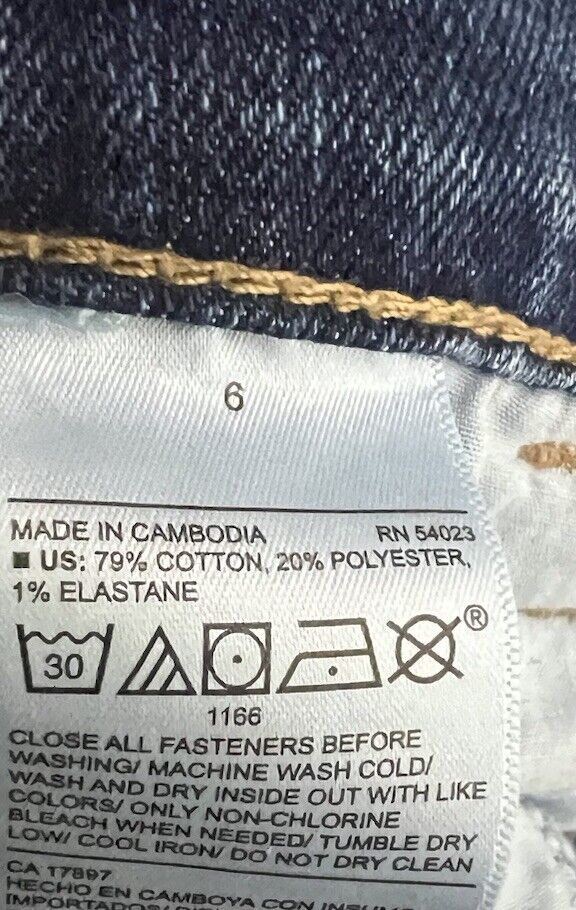 6
MADE IN CAMBODIA RN 54023
US: 79% COTTON, 20% POLYESTER,
1% ELASTANE
30 ®
1166
CLOSE ALL FASTENERS BEFORE
WASHING/ MACHINE WASH COLD/
WASH AND DRY INSIDE OUT WITH LIKE
COLORS/ ONLY NON-CHLORINE
BLEACH WHEN NEEDED/ TUMBLE DRY
LOW/ COOL IRON/ DO NOT DRY CLEAN
CA 17897
HECHO EN CAMBOYA CON